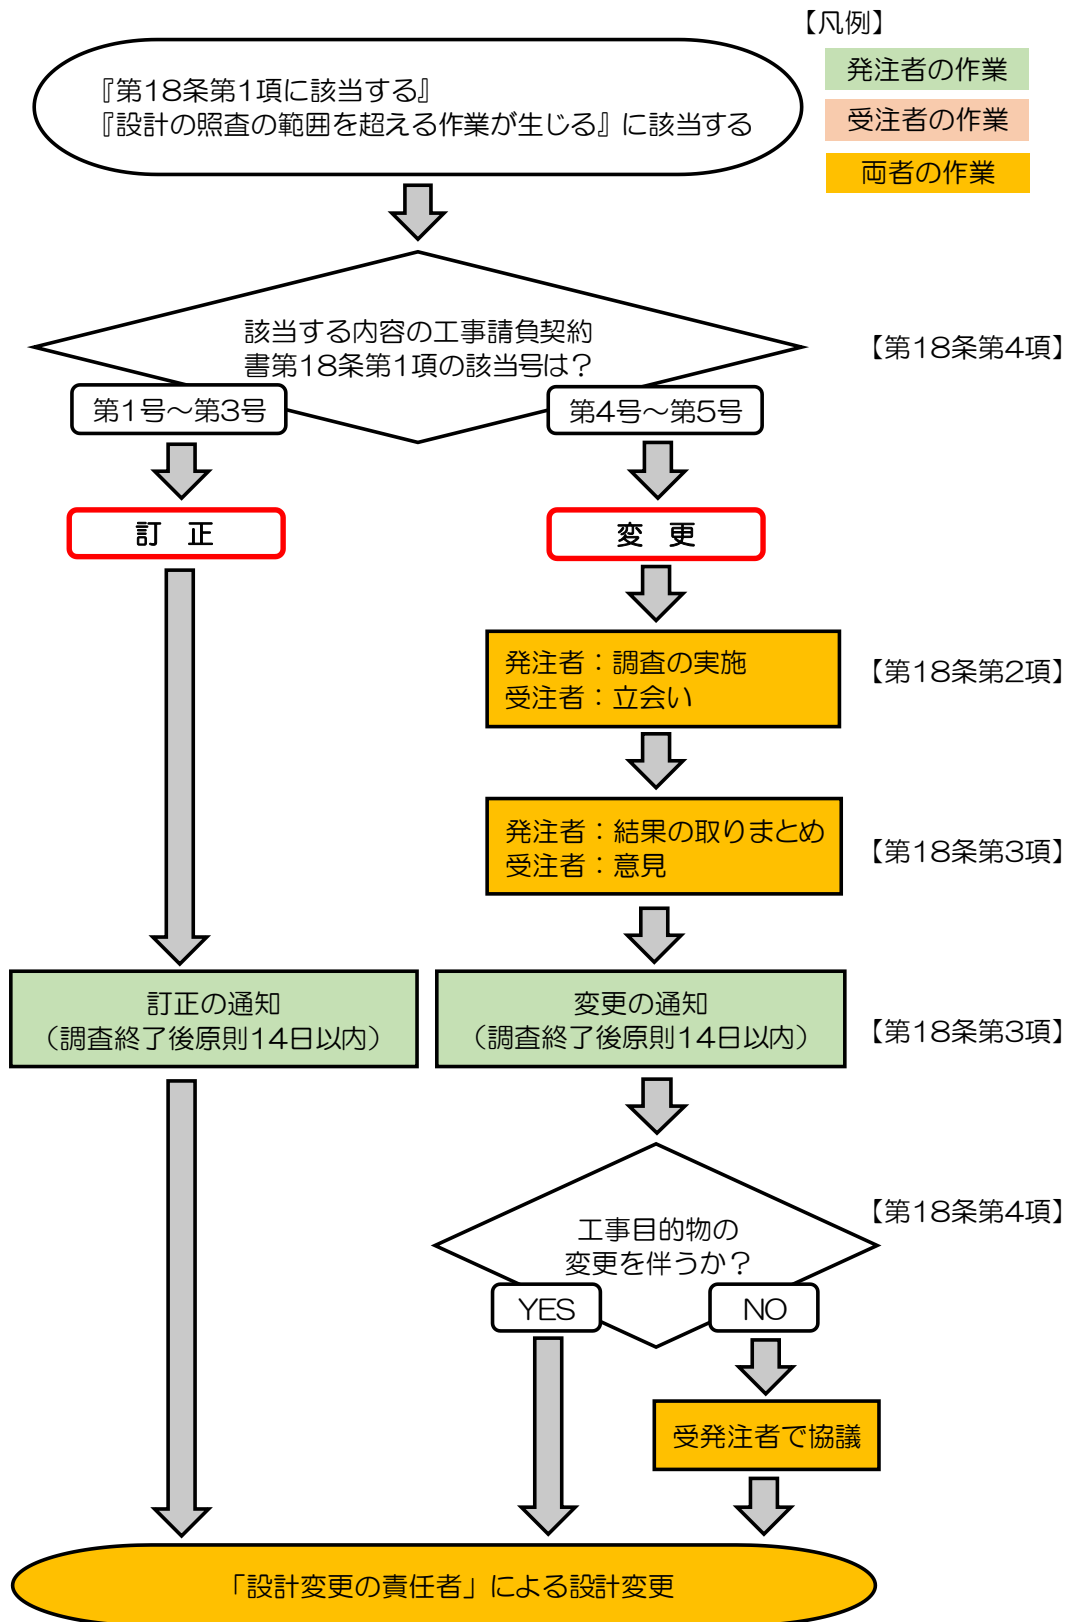 【凡例】
発注者の作業
受注者の作業
両者の作業
『第18条第1項に該当する』
『設計の照査の範囲を超える作業が生じる』に該当する
該当する内容の工事請負契約
書第18条第1項の該当号は？
【第18条第4項】
第1号～第3号
第4号～第5号
訂 正
変 更
発注者：調査の実施
受注者：立会い
【第18条第2項】
発注者：結果の取りまとめ
受注者：意見
【第18条第3項】
訂正の通知
（調査終了後原則14日以内）
変更の通知
（調査終了後原則14日以内）
【第18条第3項】
工事目的物の
変更を伴うか？
【第18条第4項】
YES
NO
受発注者で協議
「設計変更の責任者」による設計変更